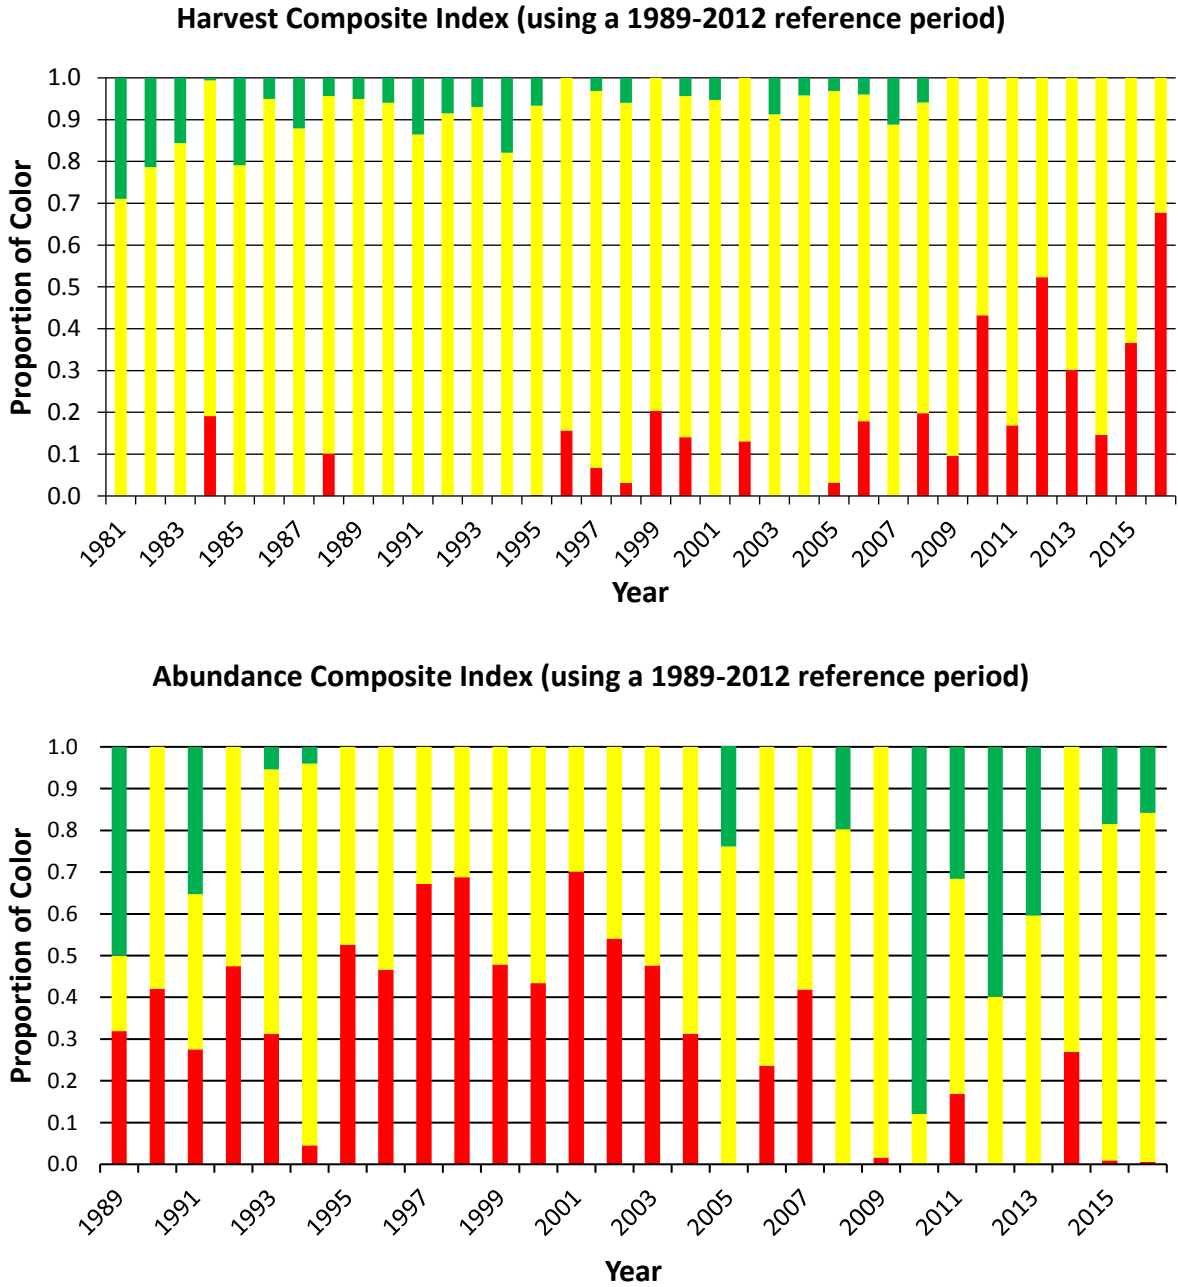 Harvest Composite Index (using a 1989-2012 reference period)
1.0
0.9
0.8
0.7
0.6
0.5
0.4
0.3
0.2
0.1
0.0
Proportion of Color
1981 1983 1985 1987 1989 1991 1993 1995 1997 1999 2001 2003 2005 2007 2009 2011 2013 2015
Year
Abundance Composite Index (using a 1989-2012 reference period)
1.0
0.9
0.8
0.7
0.6
0.5
0.4
0.3
0.2
0.1
0.0
Proportion of Color
1989 1991 1993 1995 1997 1999 2001 2003 2005 2007 2009 2011 2013 2015
Year